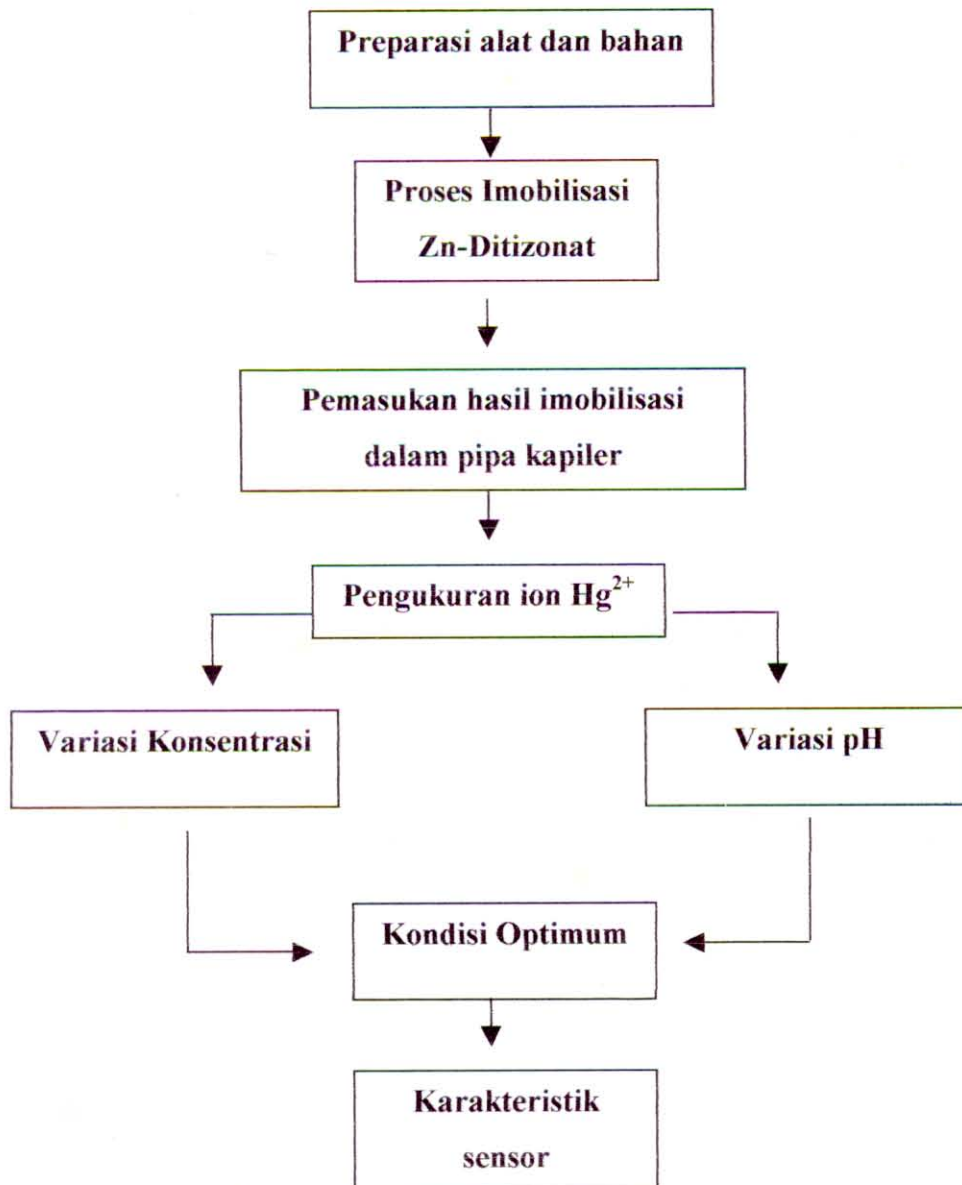 Preparasi alat dan bahan
Proses Imobilisasi
Zn-Ditizonat
Pemasukan hasil imobilisasi
dalam pipa kapiler
Pengukuran ion Hg²⁺
Variasi Konsentrasi
Variasi pH
Kondisi Optimum
Karakteristik
sensor